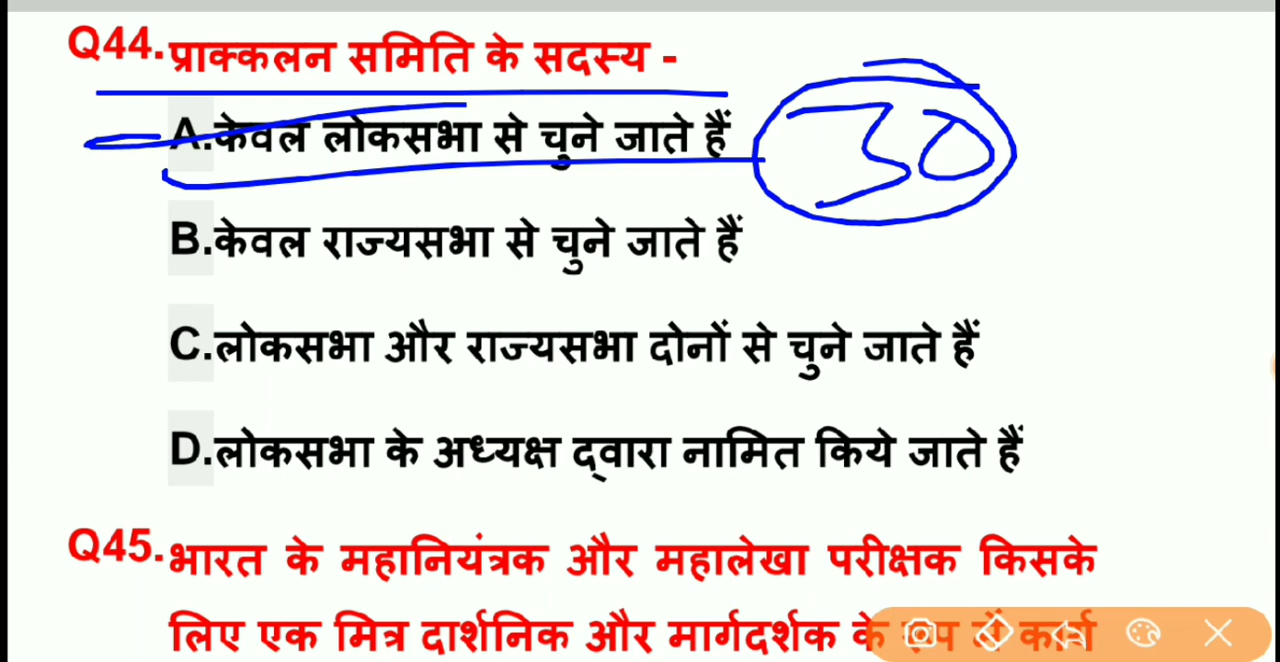 Q44. प्राक्कलन समिति के सदस्य -
A.केवल लोकसभा से चुने जाते हैं
30
B.केवल राज्यसभा से चुने जाते हैं
C.लोकसभा और राज्यसभा दोनों से चुने जाते हैं
D.लोकसभा के अध्यक्ष द्वारा नामित किये जाते हैं
Q45. भारत के महानियंत्रक और महालेखा परीक्षक किसके
लिए एक मित्र दार्शनिक और मार्गदर्शक के